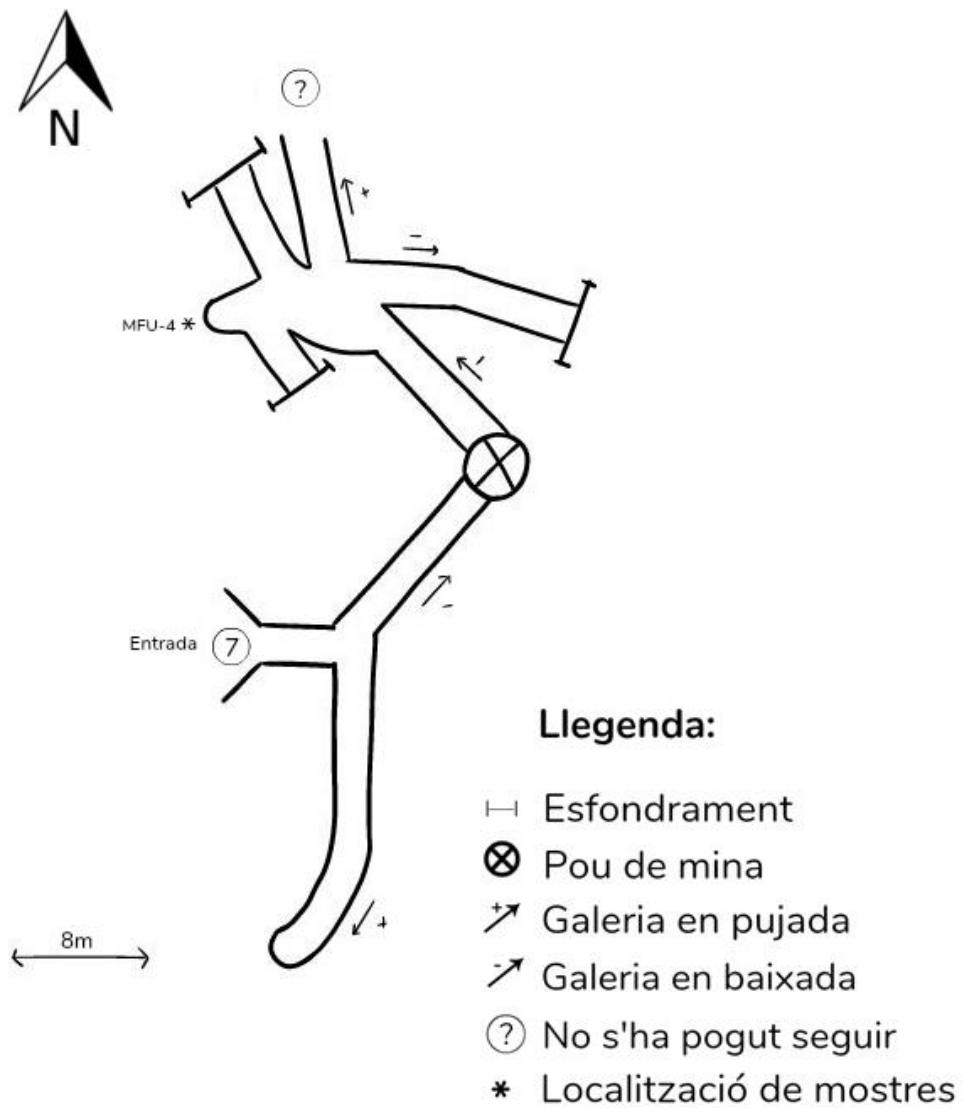 N
?
+
-
MFU-4 *
-
-
Entrada 7
+
8m
Llegenda:
Esfondrament
Pou de mina
+ Galeria en pujada
- Galeria en baixada
? No s'ha pogut seguir
* Localització de mostres